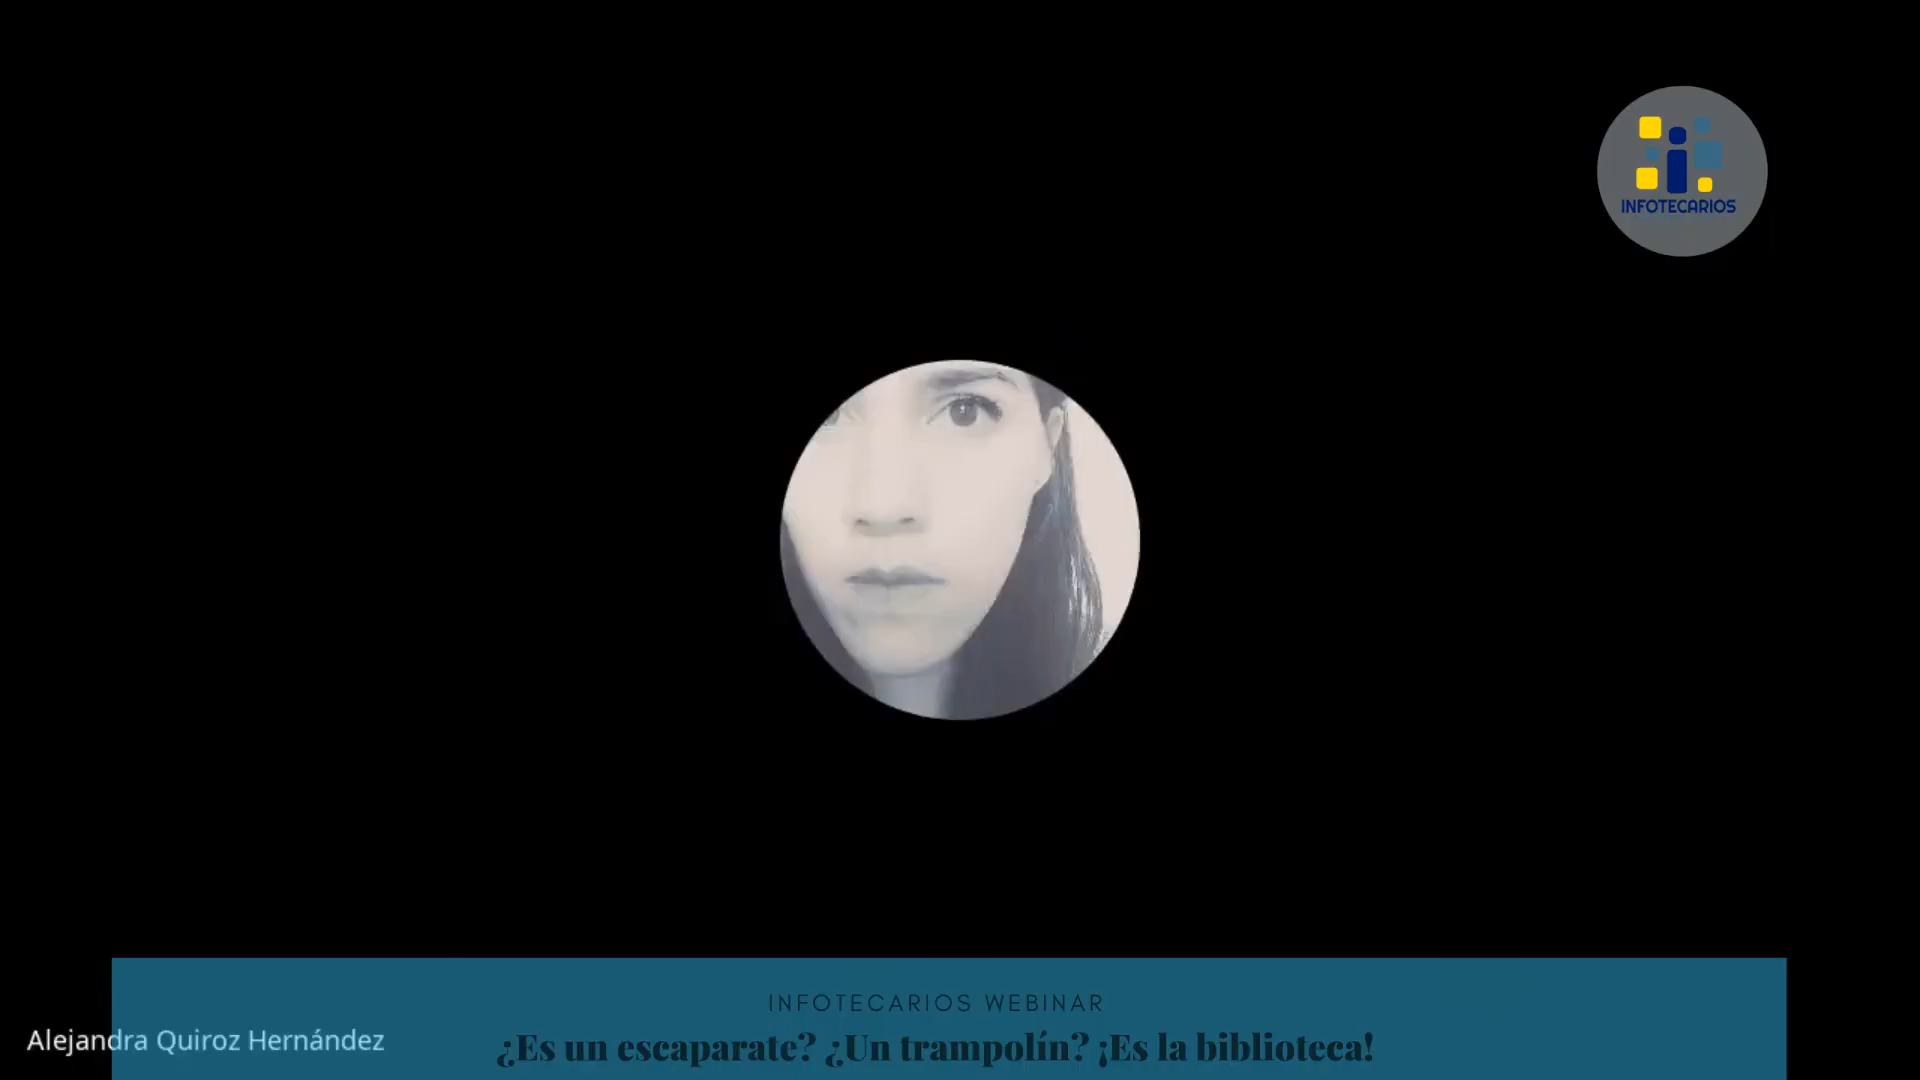 INFOTECARIOS
INFOTECARIOS WEBINAR
¿Es un escaparate? ¿Un trampolín? ¡Es la biblioteca!
Alejandra Quiroz Hernández